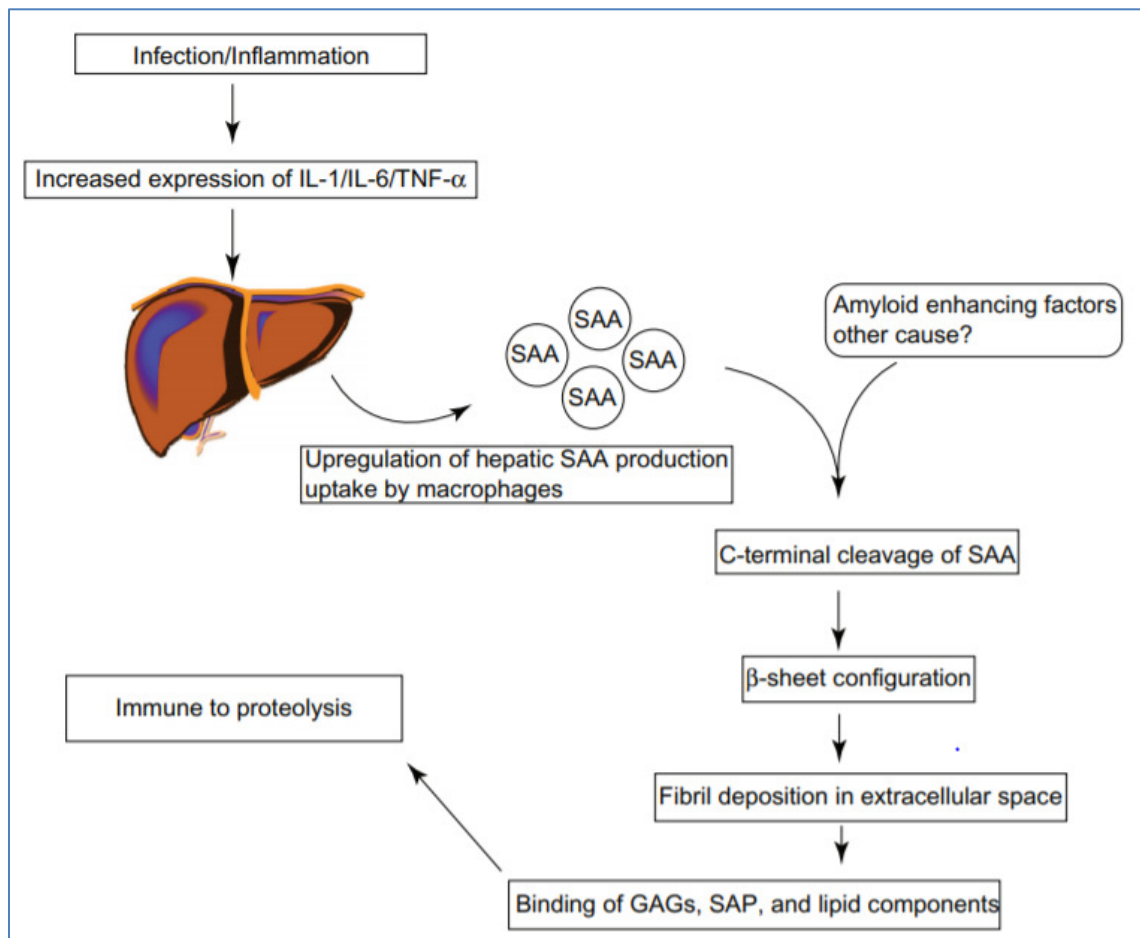 Infection/Inflammation
Increased expression of IL-1/IL-6/TNF-α
SAA
SAA
SAA
SAA
Amyloid enhancing factors
other cause?
Upregulation of hepatic SAA production
uptake by macrophages
C-terminal cleavage of SAA
β-sheet configuration
Immune to proteolysis
Fibril deposition in extracellular space
Binding of GAGs, SAP, and lipid components